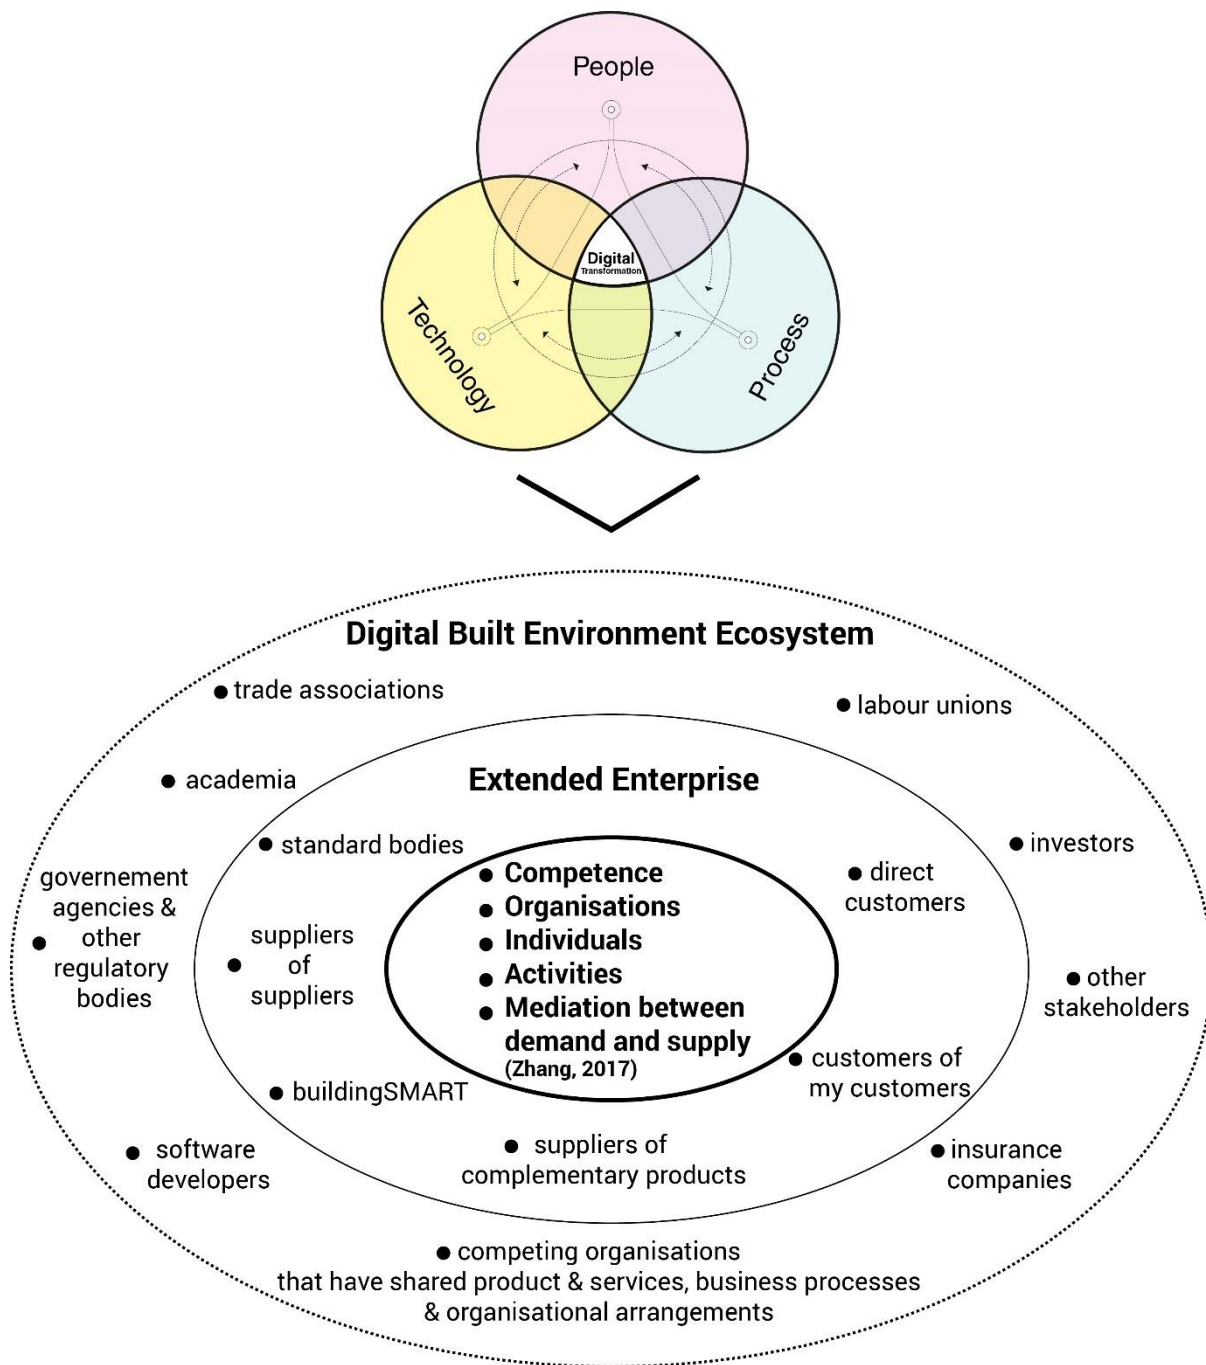 People
Digital
Transformation
Technology
Process
Digital Built Environment Ecosystem
● trade associations
● labour unions
● academia
Extended Enterprise
● standard bodies
● investors
governement
agencies &
● other
regulatory
bodies
● suppliers
of
suppliers
● Competence
● Organisations
● Individuals
● Activities
● Mediation between
demand and supply
(Zhang, 2017)
● direct
customers
● other
stakeholders
● customers of
my customers
● buildingSMART
● suppliers of
complementary products
● software
developers
● insurance
companies
● competing organisations
that have shared product & services, business processes
& organisational arrangements